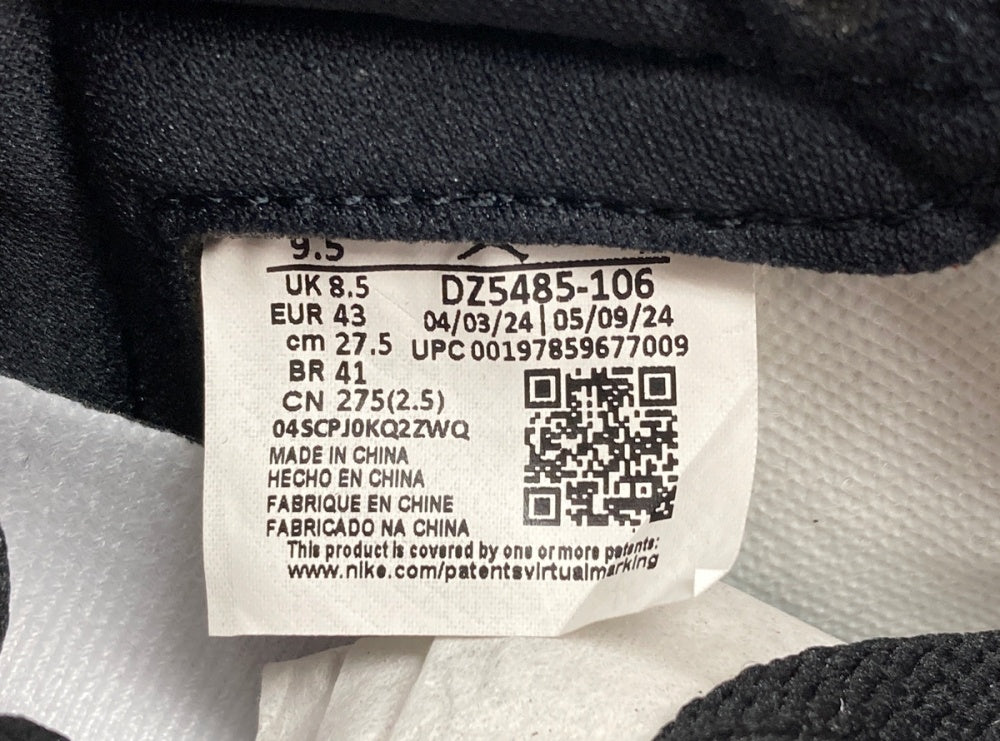 9.5
UK 8.5
EUR 43
cm 27.5
BR 41
CN 275(2.5)
04SCPJ0KQ2ZWQ
DZ5485-106
04/03/24 | 05/09/24
UPC 00197859677009
MADE IN CHINA
HECHO EN CHINA
FABRIQUE EN CHINE
FABRICADO NA CHINA
This product is covered by one or more patents:
www.nike.com/patentsvirtualmarking